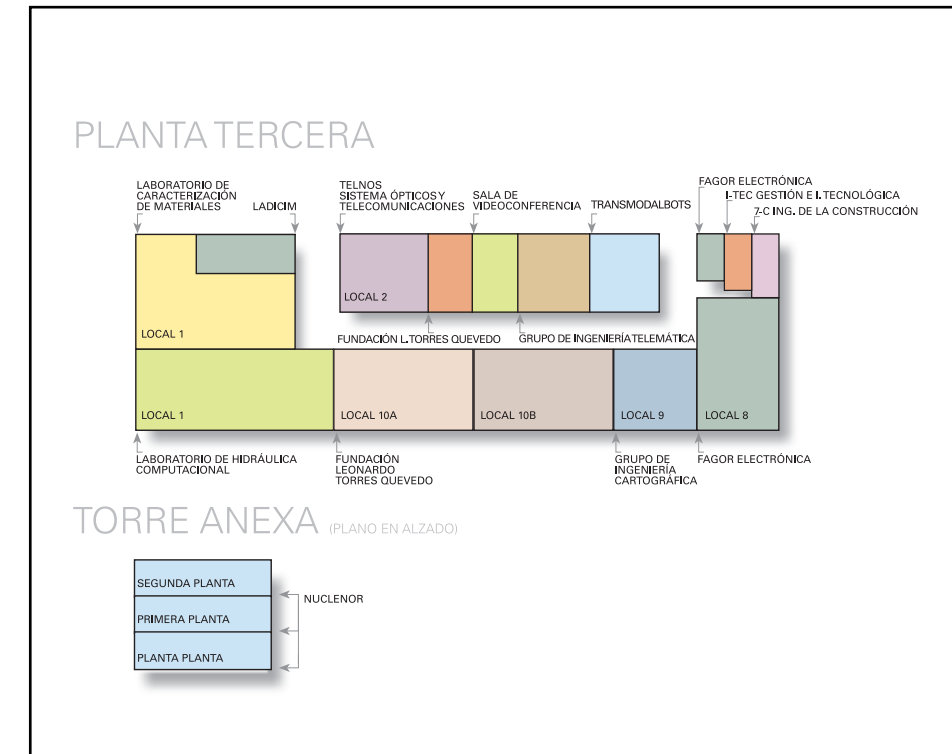 PLANTA TERCERA
LABORATORIO DE
CARACTERIZACIÓN
DE MATERIALES
LADICIM
TELNOS
SISTEMA ÓPTICOS Y
TELECOMUNICACIONES
SALA DE
VIDEOCONFERENCIA
TRANSMODALBOTS
FAGOR ELECTRÓNICA
I-TEC GESTIÓN E I. TECNOLÓGICA
7-C ING. DE LA CONSTRUCCIÓN
LOCAL 2
LOCAL 1
FUNDACIÓN L. TORRES QUEVEDO
GRUPO DE INGENIERÍA TELEMÁTICA
LOCAL 1
LOCAL 10A
LOCAL 10B
LOCAL 9
LOCAL 8
LABORATORIO DE HIDRÁULICA
COMPUTACIONAL
FUNDACIÓN
LEONARDO
TORRES QUEVEDO
GRUPO DE
INGENIERÍA
CARTOGRÁFICA
FAGOR ELECTRÓNICA
TORRE ANEXA (PLANO EN ALZADO)
SEGUNDA PLANTA
NUCLENOR
PRIMERA PLANTA
PLANTA PLANTA